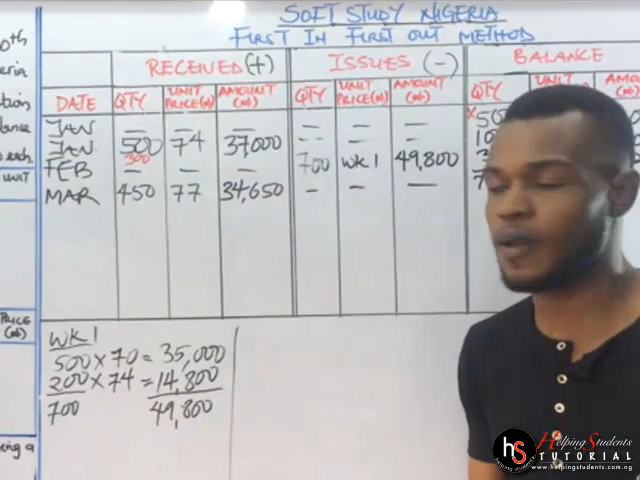 SOFT STUDY NIGERIA
FIRST IN FIRST OUT METHOD
RECEIVED (+) ISSUES (-) BALANCE
DATE QTY UNIT PRICE(₦) AMOUNT (₦) QTY UNIT PRICE(₦) AMOUNT (₦) QTY UNIT
JAN — — — — — —
JAN 500 74 37,000 — — —
300
FEB — — — 700 WK1 49,800
MAR 450 77 34,650 — — —
PRICE
(₦)
WK1
500 × 70 = 35,000
200 × 74 = 14,800
700 49,800
hS Helping Students
TUTORIAL
www.helpingstudents.com.ng